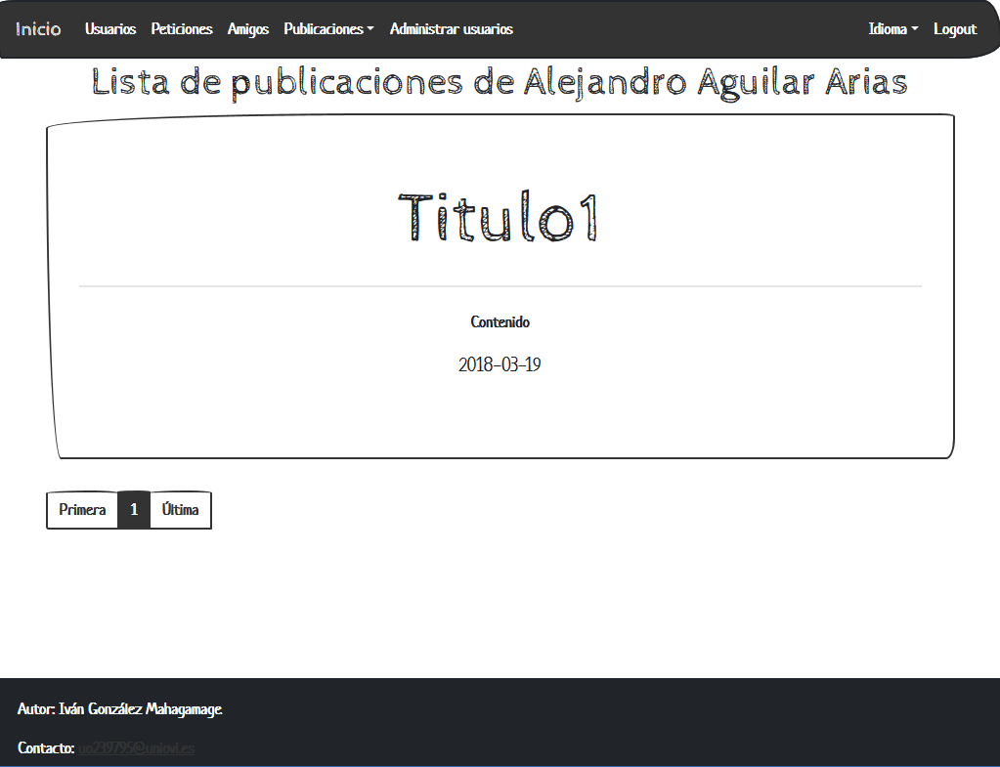 Inicio Usuarios Peticiones Amigos Publicaciones Administrar usuarios Idioma Logout
Lista de publicaciones de Alejandro Aguilar Arias
Titulo1
Contenido
2018-03-19
Primera 1 Última
Autor: Iván González Mahagamage.
Contacto: uo239795@uniovi.es